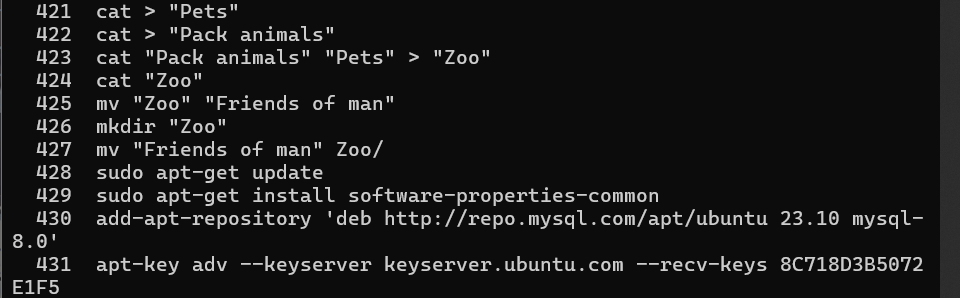 421 cat > "Pets"
422 cat > "Pack animals"
423 cat "Pack animals" "Pets" > "Zoo"
424 cat "Zoo"
425 mv "Zoo" "Friends of man"
426 mkdir "Zoo"
427 mv "Friends of man" Zoo/
428 sudo apt-get update
429 sudo apt-get install software-properties-common
430 add-apt-repository 'deb http://repo.mysql.com/apt/ubuntu 23.10 mysql-
8.0'
431 apt-key adv --keyserver keyserver.ubuntu.com --recv-keys 8C718D3B5072
E1F5